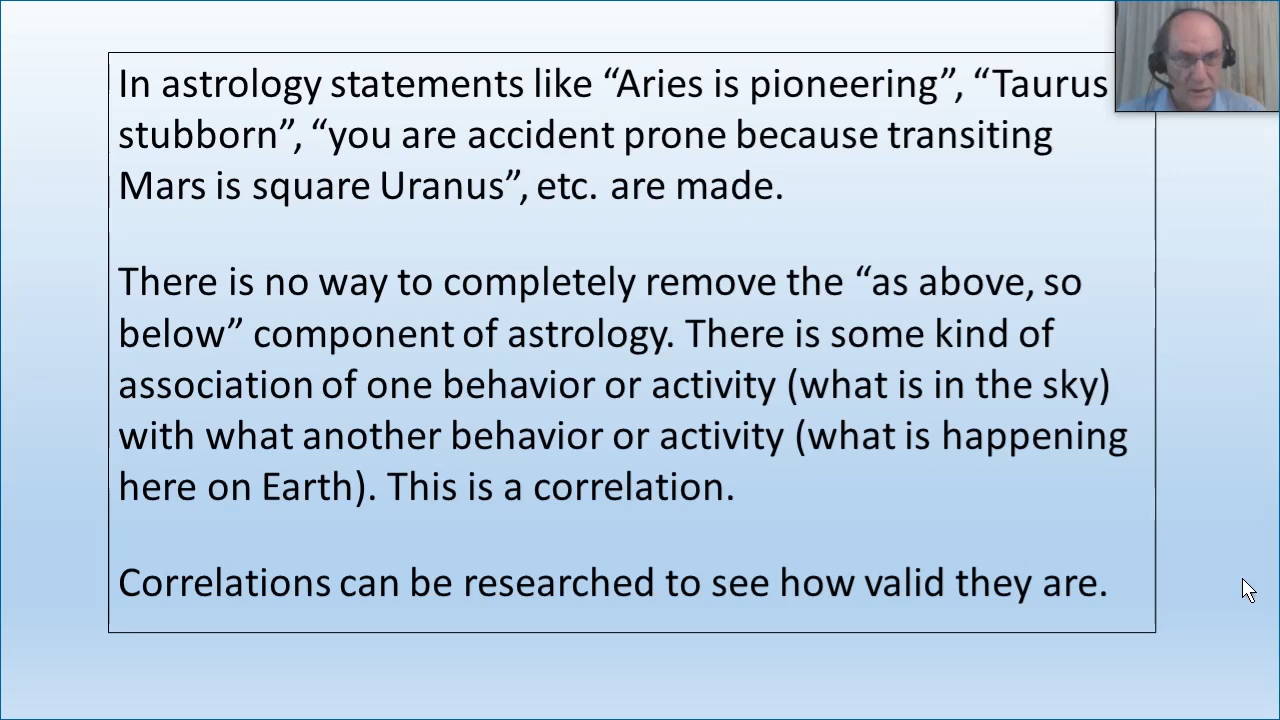 In astrology statements like “Aries is pioneering”, “Taurus
stubborn”, “you are accident prone because transiting
Mars is square Uranus”, etc. are made.
There is no way to completely remove the “as above, so
below” component of astrology. There is some kind of
association of one behavior or activity (what is in the sky)
with what another behavior or activity (what is happening
here on Earth). This is a correlation.
Correlations can be researched to see how valid they are.